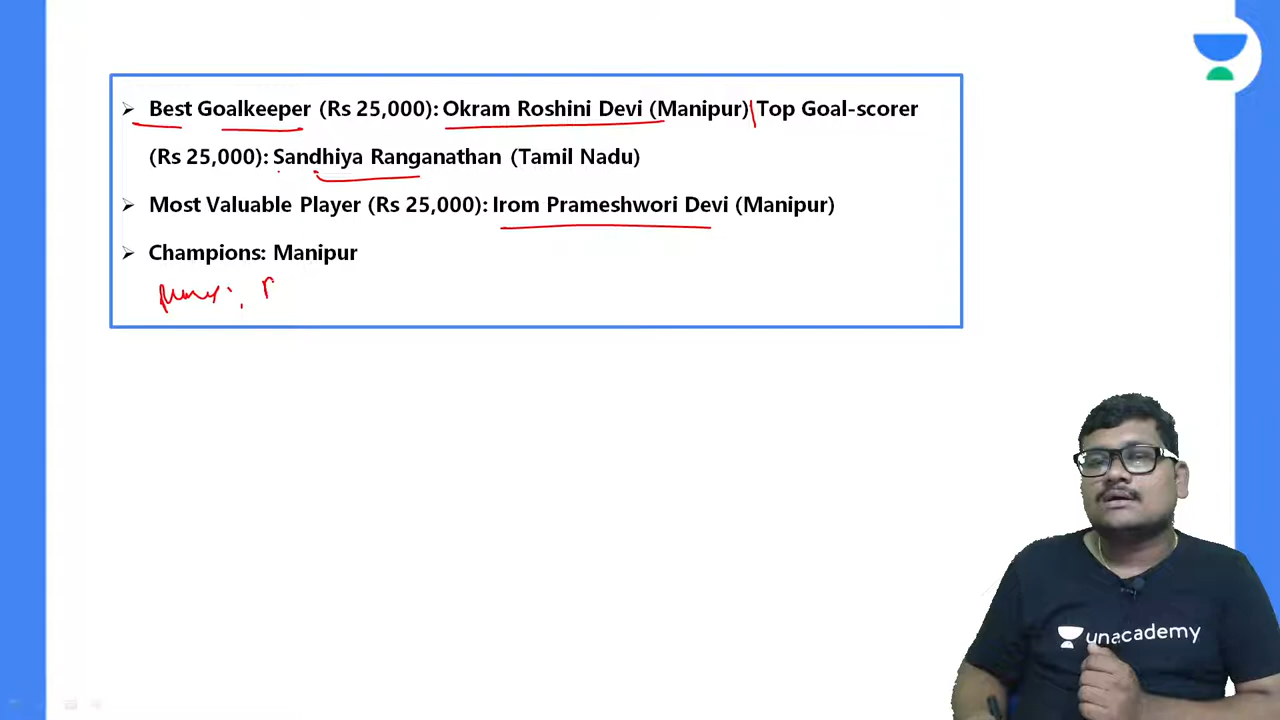 ➢ Best Goalkeeper (Rs 25,000): Okram Roshini Devi (Manipur) Top Goal-scorer
(Rs 25,000): Sandhiya Ranganathan (Tamil Nadu)
➢ Most Valuable Player (Rs 25,000): Irom Prameshwori Devi (Manipur)
➢ Champions: Manipur
unacademy